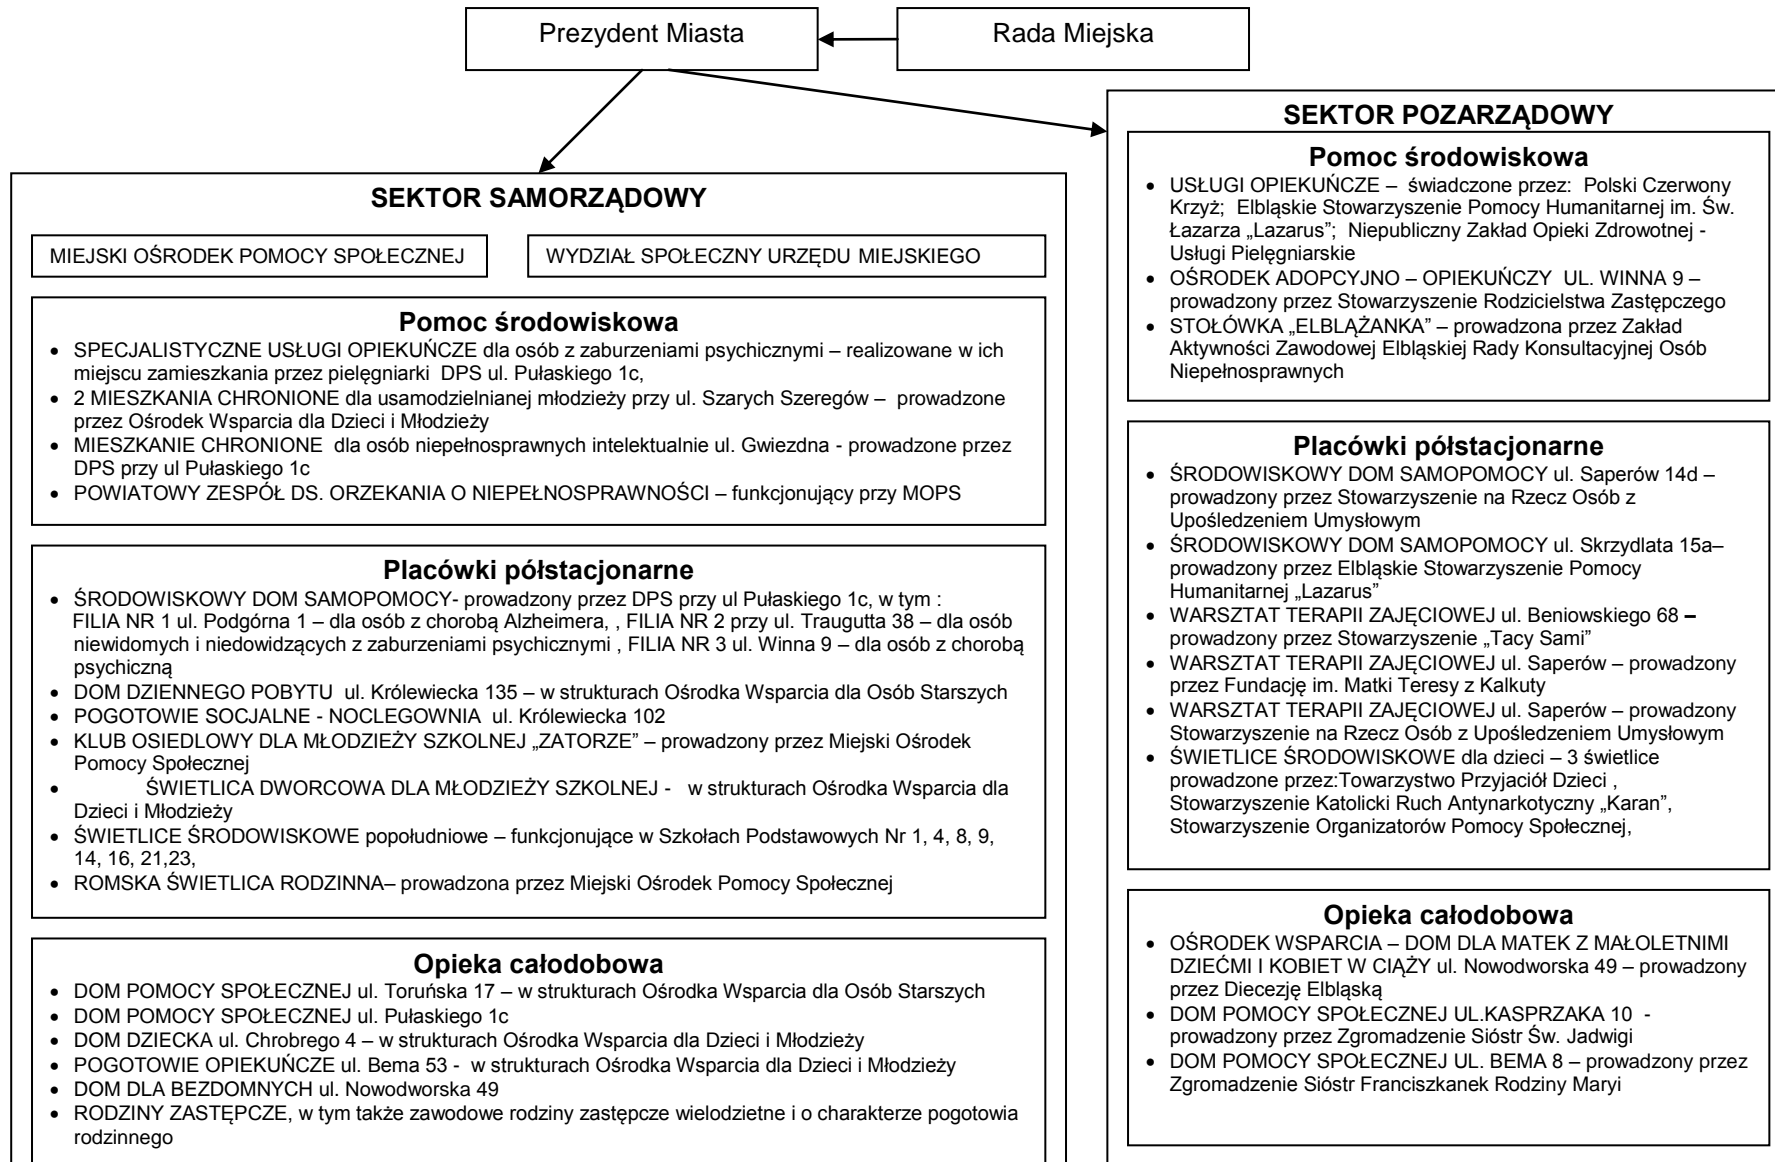 Prezydent Miasta
Rada Miejska
SEKTOR SAMORZĄDOWY
MIEJSKI OŚRODEK POMOCY SPOŁECZNEJ
WYDZIAŁ SPOŁECZNY URZĘDU MIEJSKIEGO
Pomoc środowiskowa
• SPECJALISTYCZNE USŁUGI OPIEKUŃCZE dla osób z zaburzeniami psychicznymi – realizowane w ich
miejscu zamieszkania przez pielęgniarki DPS ul. Pułaskiego 1c,
• 2 MIESZKANIA CHRONIONE dla usamodzielnianej młodzieży przy ul. Szarych Szeregów – prowadzone
przez Ośrodek Wsparcia dla Dzieci i Młodzieży
• MIESZKANIE CHRONIONE dla osób niepełnosprawnych intelektualnie ul. Gwiezdna - prowadzone przez
DPS przy ul Pułaskiego 1c
• POWIATOWY ZESPÓŁ DS. ORZEKANIA O NIEPEŁNOSPRAWNOŚCI – funkcjonujący przy MOPS
Placówki półstacjonarne
• ŚRODOWISKOWY DOM SAMOPOMOCY- prowadzony przez DPS przy ul Pułaskiego 1c, w tym :
FILIA NR 1 ul. Podgórna 1 – dla osób z chorobą Alzheimera, , FILIA NR 2 przy ul. Traugutta 38 – dla osób
niewidomych i niedowidzących z zaburzeniami psychicznymi , FILIA NR 3 ul. Winna 9 – dla osób z chorobą
psychiczną
• DOM DZIENNEGO POBYTU ul. Królewiecka 135 – w strukturach Ośrodka Wsparcia dla Osób Starszych
• POGOTOWIE SOCJALNE - NOCLEGOWNIA ul. Królewiecka 102
• KLUB OSIEDLOWY DLA MŁODZIEŻY SZKOLNEJ „ZATORZE” – prowadzony przez Miejski Ośrodek
Pomocy Społecznej
• ŚWIETLICA DWORCOWA DLA MŁODZIEŻY SZKOLNEJ - w strukturach Ośrodka Wsparcia dla
Dzieci i Młodzieży
• ŚWIETLICE ŚRODOWISKOWE popołudniowe – funkcjonujące w Szkołach Podstawowych Nr 1, 4, 8, 9,
14, 16, 21,23,
• ROMSKA ŚWIETLICA RODZINNA– prowadzona przez Miejski Ośrodek Pomocy Społecznej
Opieka całodobowa
• DOM POMOCY SPOŁECZNEJ ul. Toruńska 17 – w strukturach Ośrodka Wsparcia dla Osób Starszych
• DOM POMOCY SPOŁECZNEJ ul. Pułaskiego 1c
• DOM DZIECKA ul. Chrobrego 4 – w strukturach Ośrodka Wsparcia dla Dzieci i Młodzieży
• POGOTOWIE OPIEKUŃCZE ul. Bema 53 - w strukturach Ośrodka Wsparcia dla Dzieci i Młodzieży
• DOM DLA BEZDOMNYCH ul. Nowodworska 49
• RODZINY ZASTĘPCZE, w tym także zawodowe rodziny zastępcze wielodzietne i o charakterze pogotowia
rodzinnego
SEKTOR POZARZĄDOWY
Pomoc środowiskowa
• USŁUGI OPIEKUŃCZE – świadczone przez: Polski Czerwony
Krzyż; Elbląskie Stowarzyszenie Pomocy Humanitarnej im. Św.
Łazarza „Lazarus”; Niepubliczny Zakład Opieki Zdrowotnej -
Usługi Pielęgniarskie
• OŚRODEK ADOPCYJNO – OPIEKUŃCZY UL. WINNA 9 –
prowadzony przez Stowarzyszenie Rodzicielstwa Zastępczego
• STOŁÓWKA „ELBLĄŻANKA” – prowadzona przez Zakład
Aktywności Zawodowej Elbląskiej Rady Konsultacyjnej Osób
Niepełnosprawnych
Placówki półstacjonarne
• ŚRODOWISKOWY DOM SAMOPOMOCY ul. Saperów 14d –
prowadzony przez Stowarzyszenie na Rzecz Osób z
Upośledzeniem Umysłowym
• ŚRODOWISKOWY DOM SAMOPOMOCY ul. Skrzydlata 15a–
prowadzony przez Elbląskie Stowarzyszenie Pomocy
Humanitarnej „Lazarus”
• WARSZTAT TERAPII ZAJĘCIOWEJ ul. Beniowskiego 68 –
prowadzony przez Stowarzyszenie „Tacy Sami”
• WARSZTAT TERAPII ZAJĘCIOWEJ ul. Saperów – prowadzony
przez Fundację im. Matki Teresy z Kalkuty
• WARSZTAT TERAPII ZAJĘCIOWEJ ul. Saperów – prowadzony
Stowarzyszenie na Rzecz Osób z Upośledzeniem Umysłowym
• ŚWIETLICE ŚRODOWISKOWE dla dzieci – 3 świetlice
prowadzone przez:Towarzystwo Przyjaciół Dzieci ,
Stowarzyszenie Katolicki Ruch Antynarkotyczny „Karan”,
Stowarzyszenie Organizatorów Pomocy Społecznej,
Opieka całodobowa
• OŚRODEK WSPARCIA – DOM DLA MATEK Z MAŁOLETNIMI
DZIEĆMI I KOBIET W CIĄŻY ul. Nowodworska 49 – prowadzony
przez Diecezję Elbląską
• DOM POMOCY SPOŁECZNEJ UL.KASPRZAKA 10 -
prowadzony przez Zgromadzenie Sióstr Św. Jadwigi
• DOM POMOCY SPOŁECZNEJ UL. BEMA 8 – prowadzony przez
Zgromadzenie Sióstr Franciszkanek Rodziny Maryi